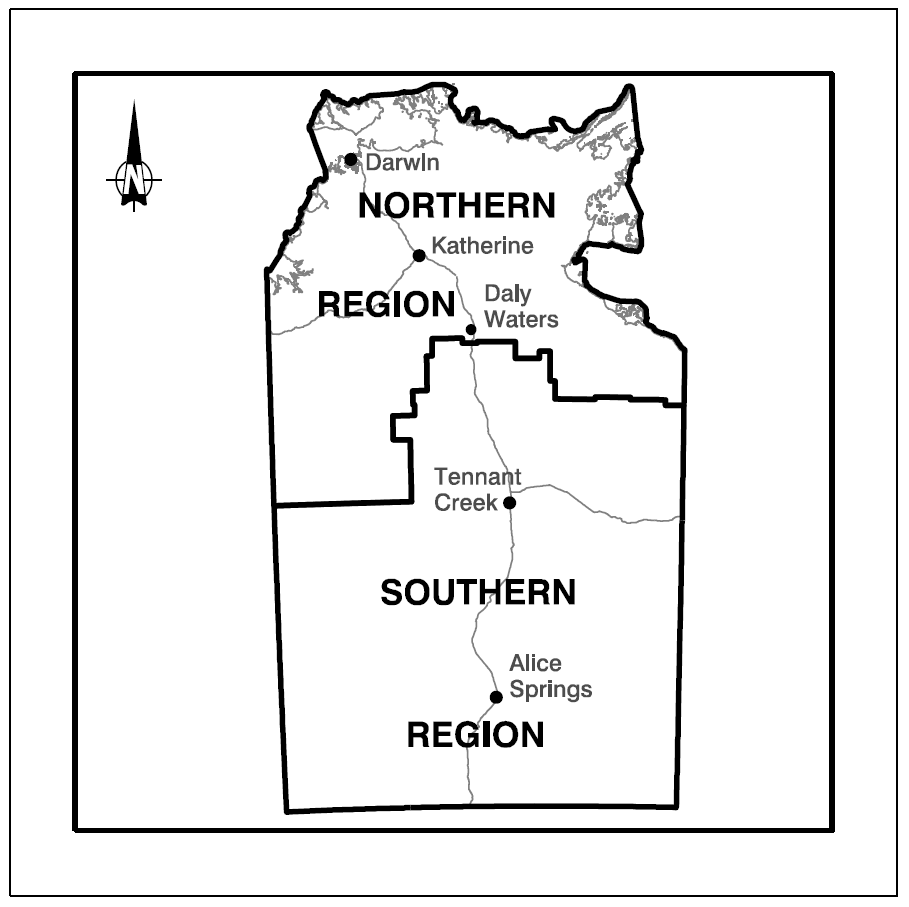 N
Darwin
NORTHERN
Katherine
REGION
Daly
Waters
Tennant
Creek
SOUTHERN
Alice
Springs
REGION